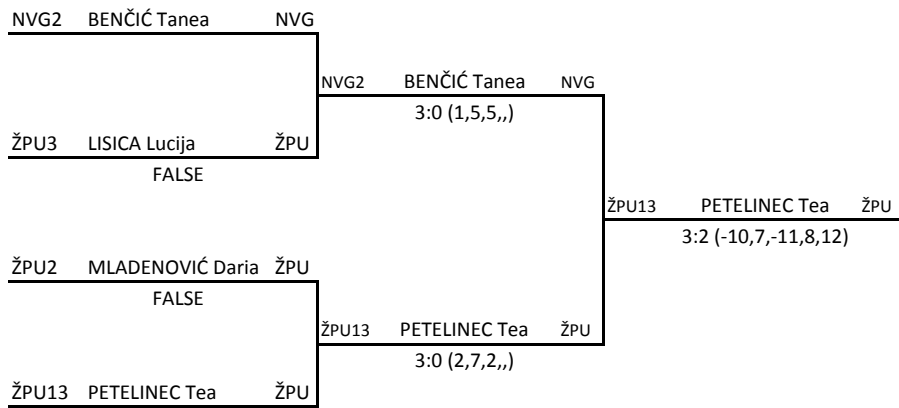 NVG2 BENČIĆ Tanea NVG
NVG2 BENČIĆ Tanea NVG
3:0 (1,5,5,,)
ŽPU3 LISICA Lucija ŽPU
FALSE
ŽPU13 PETELINEC Tea ŽPU
3:2 (-10,7,-11,8,12)
ŽPU2 MLADENOVIĆ Daria ŽPU
FALSE
ŽPU13 PETELINEC Tea ŽPU
3:0 (2,7,2,,)
ŽPU13 PETELINEC Tea ŽPU